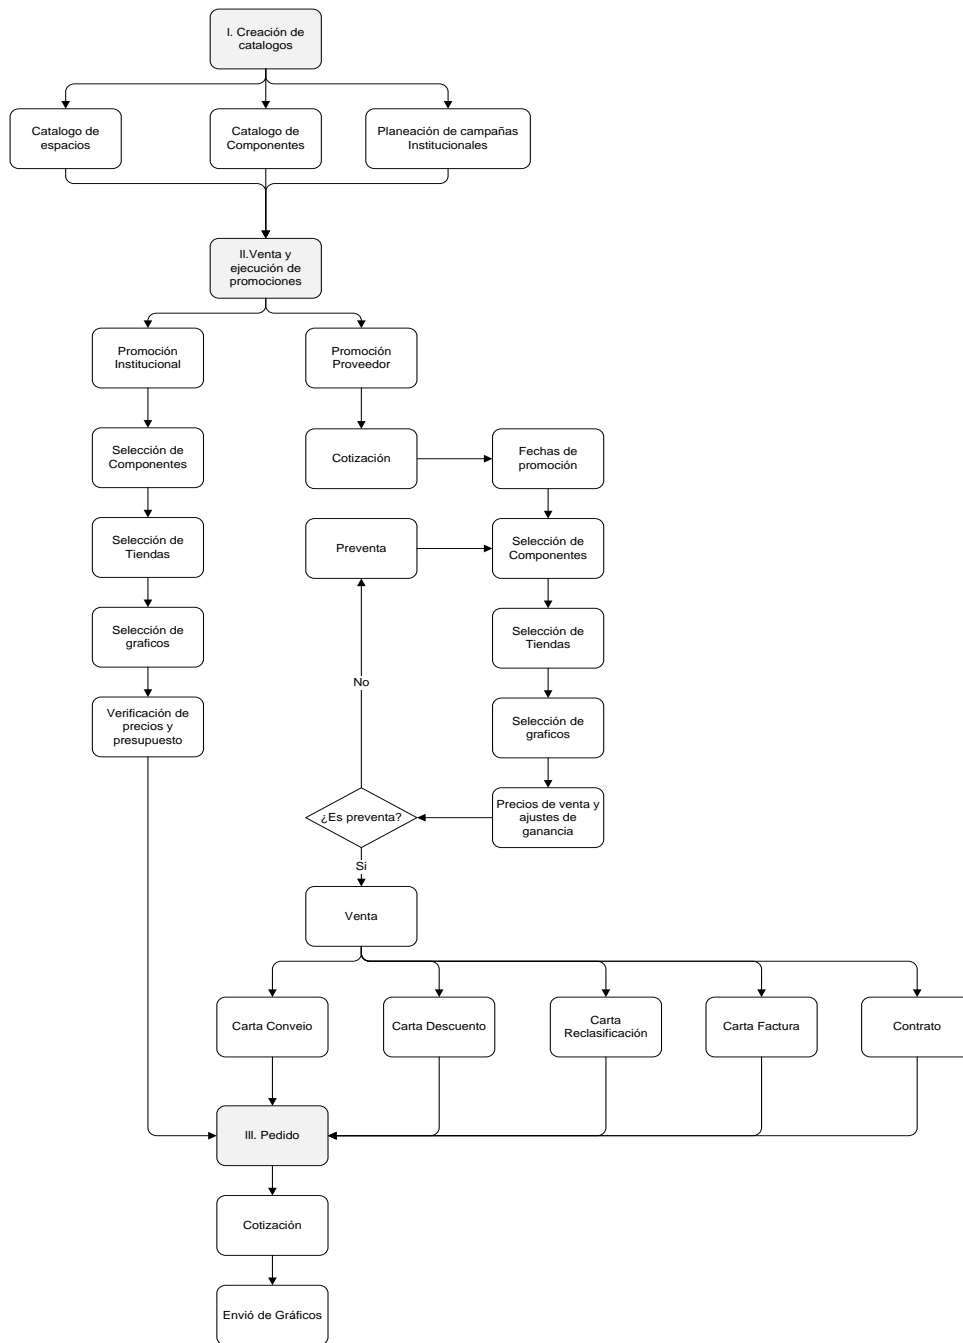 I. Creación de
catalogos
Catalogo de
espacios
Catalogo de
Componentes
Planeación de campañas
Institucionales
II.Venta y
ejecución de
promociones
Promoción
Institucional
Promoción
Proveedor
Selección de
Componentes
Cotización
Fechas de
promoción
Selección de
Tiendas
Preventa
Selección de
Componentes
Selección de
graficos
Selección de
Tiendas
No
Verificación de
precios y
presupuesto
Selección de
graficos
¿Es preventa?
Precios de venta y
ajustes de
ganancia
Si
Venta
Carta Conveio
Carta Descuento
Carta
Reclasificación
Carta Factura
Contrato
III. Pedido
Cotización
Envió de Gráficos